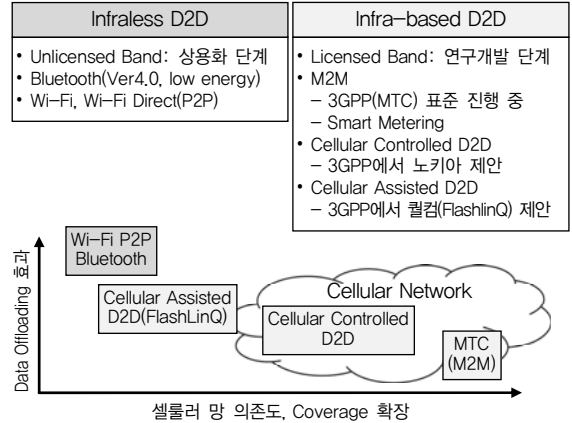 Infraless D2D
• Unlicensed Band: 상용화 단계
• Bluetooth(Ver4.0, low energy)
• Wi-Fi, Wi-Fi Direct(P2P)
Infra-based D2D
• Licensed Band: 연구개발 단계
• M2M
– 3GPP(MTC) 표준 진행 중
– Smart Metering
• Cellular Controlled D2D
– 3GPP에서 노키아 제안
• Cellular Assisted D2D
– 3GPP에서 퀄컴(FlashlinQ) 제안
Data Offloading 효과
Wi-Fi P2P
Bluetooth
Cellular Assisted
D2D(FlashLinQ)
Cellular Network
Cellular Controlled
D2D
MTC
(M2M)
셀룰러 망 의존도, Coverage 확장